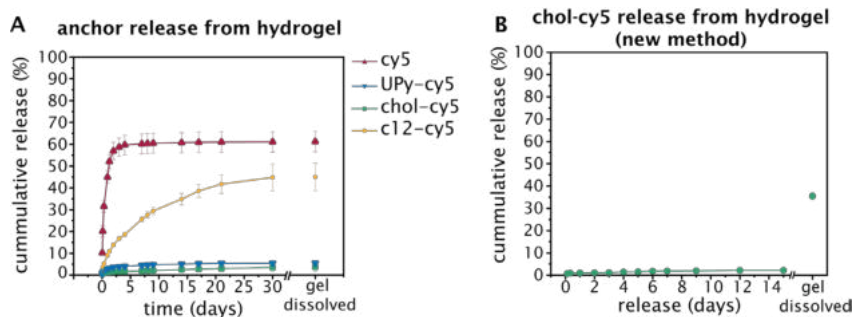 A
anchor release from hydrogel
cummulative release (%)
100
90
80
70
60
50
40
30
20
10
0
0 5 10 15 20 25 30 gel
dissolved
time (days)
cy5
UPy-cy5
chol-cy5
c12-cy5
B
chol-cy5 release from hydrogel
(new method)
cummulative release (%)
100
90
80
70
60
50
40
30
20
10
0
0 2 4 6 8 10 12 14 gel
dissolved
release (days)